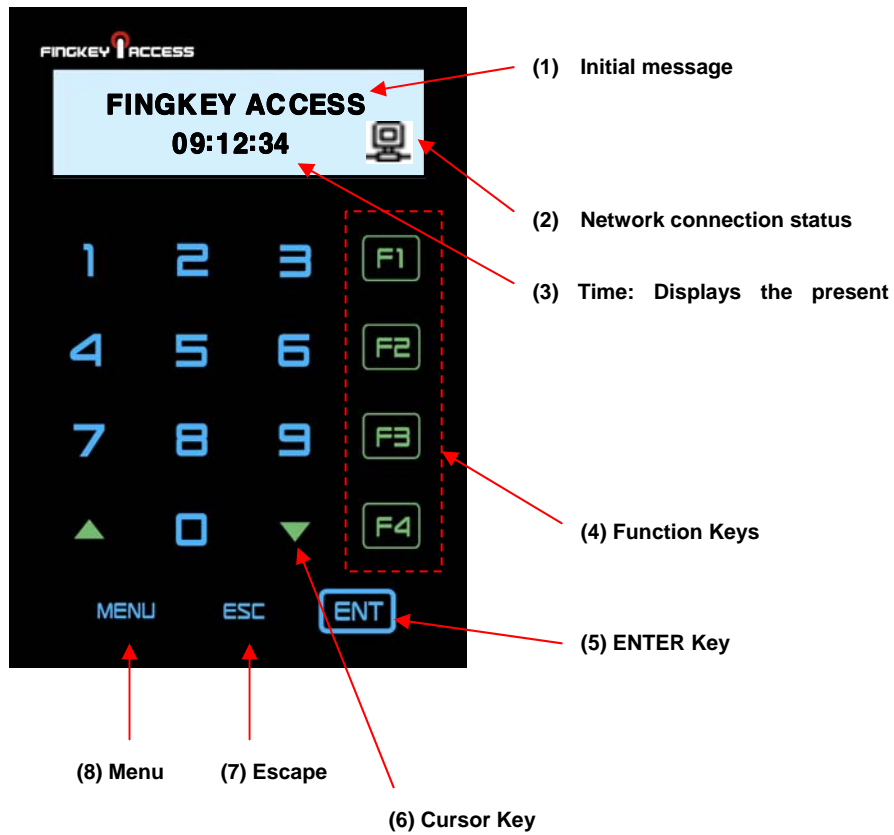 FINGKEY ACCESS
(1) Initial message
FINGKEY ACCESS
09:12:34
(2) Network connection status
1 2 3 F1
(3) Time: Displays the present
4 5 6 F2
7 8 9 F3
0 F4
(4) Function Keys
MENU ESC ENT
(5) ENTER Key
(8) Menu (7) Escape
(6) Cursor Key